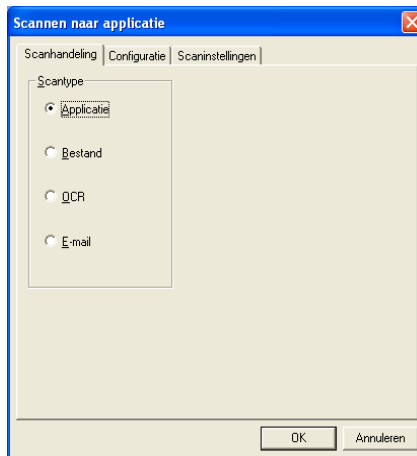 Scannen naar applicatie
Scanhandeling Configuratie Scaninstellingen
Scantype
Applicatie
Bestand
OCR
E-mail
OK Annuleren